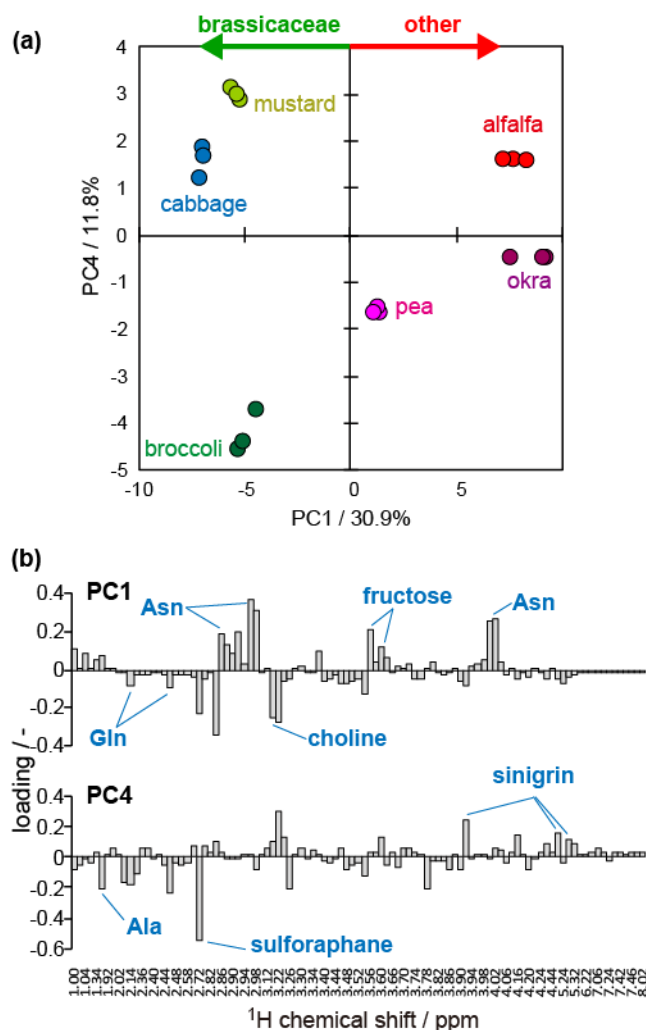 (a)
brassicaceae other
4
3
2
1
0
-1
-2
-3
-4
-5
PC4 / 11.8%
mustard
alfalfa
cabbage
okra
pea
broccoli
-10 -5 0 5
PC1 / 30.9%
(b)
PC1
0.4
0.2
0
-0.2
-0.4
Asn
fructose
Asn
Gln
choline
loading / -
PC4
0.4
0.2
0
-0.2
-0.4
-0.6
sinigrin
Ala
sulforaphane
1.00 1.04 1.34 1.92 2.02 2.14 2.36 2.40 2.48 2.58 2.72 2.82 2.90 2.94 2.98 3.12 3.22 3.26 3.30 3.34 3.40 3.44 3.48 3.52 3.56 3.60 3.66 3.70 3.74 3.78 3.82 3.86 3.90 3.94 3.98 4.02 4.06 4.16 4.20 4.24 4.44 5.24 5.32 6.22 7.06 7.24 7.42 7.46 8.02
¹H chemical shift / ppm